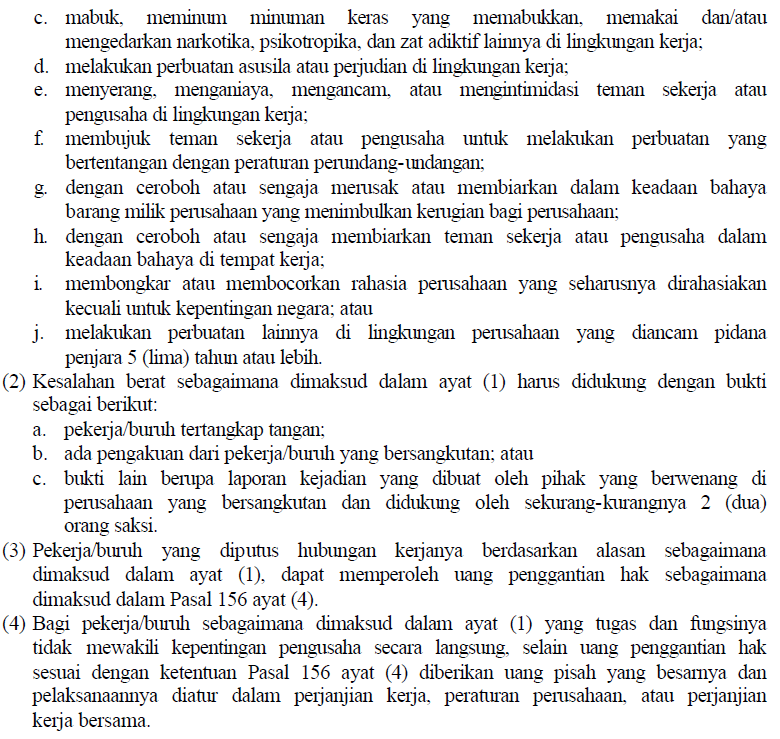 c. mabuk, meminum minuman keras yang memabukkan, memakai dan/atau
mengedarkan narkotika, psikotropika, dan zat adiktif lainnya di lingkungan kerja;
d. melakukan perbuatan asusila atau perjudian di lingkungan kerja;
e. menyerang, menganiaya, mengancam, atau mengintimidasi teman sekerja atau
pengusaha di lingkungan kerja;
f. membujuk teman sekerja atau pengusaha untuk melakukan perbuatan yang
bertentangan dengan peraturan perundang-undangan;
g. dengan ceroboh atau sengaja merusak atau membiarkan dalam keadaan bahaya
barang milik perusahaan yang menimbulkan kerugian bagi perusahaan;
h. dengan ceroboh atau sengaja membiarkan teman sekerja atau pengusaha dalam
keadaan bahaya di tempat kerja;
i. membongkar atau membocorkan rahasia perusahaan yang seharusnya dirahasiakan
kecuali untuk kepentingan negara; atau
j. melakukan perbuatan lainnya di lingkungan perusahaan yang diancam pidana
penjara 5 (lima) tahun atau lebih.
(2) Kesalahan berat sebagaimana dimaksud dalam ayat (1) harus didukung dengan bukti
sebagai berikut:
a. pekerja/buruh tertangkap tangan;
b. ada pengakuan dari pekerja/buruh yang bersangkutan; atau
c. bukti lain berupa laporan kejadian yang dibuat oleh pihak yang berwenang di
perusahaan yang bersangkutan dan didukung oleh sekurang-kurangnya 2 (dua)
orang saksi.
(3) Pekerja/buruh yang diputus hubungan kerjanya berdasarkan alasan sebagaimana
dimaksud dalam ayat (1), dapat memperoleh uang penggantian hak sebagaimana
dimaksud dalam Pasal 156 ayat (4).
(4) Bagi pekerja/buruh sebagaimana dimaksud dalam ayat (1) yang tugas dan fungsinya
tidak mewakili kepentingan pengusaha secara langsung, selain uang penggantian hak
sesuai dengan ketentuan Pasal 156 ayat (4) diberikan uang pisah yang besarnya dan
pelaksanaannya diatur dalam perjanjian kerja, peraturan perusahaan, atau perjanjian
kerja bersama.